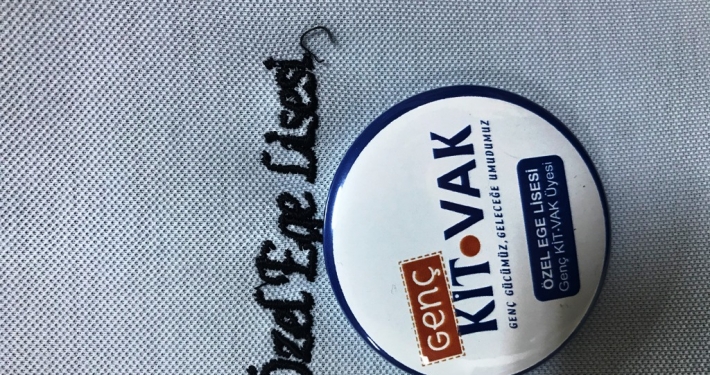 Özel Ege Lisesi
Genç
KİT•VAK
GENÇ GÜCÜMÜZ, GELECEĞE UMUDUMUZ
ÖZEL EGE LİSESİ
Genç KİT-VAK Üyesi